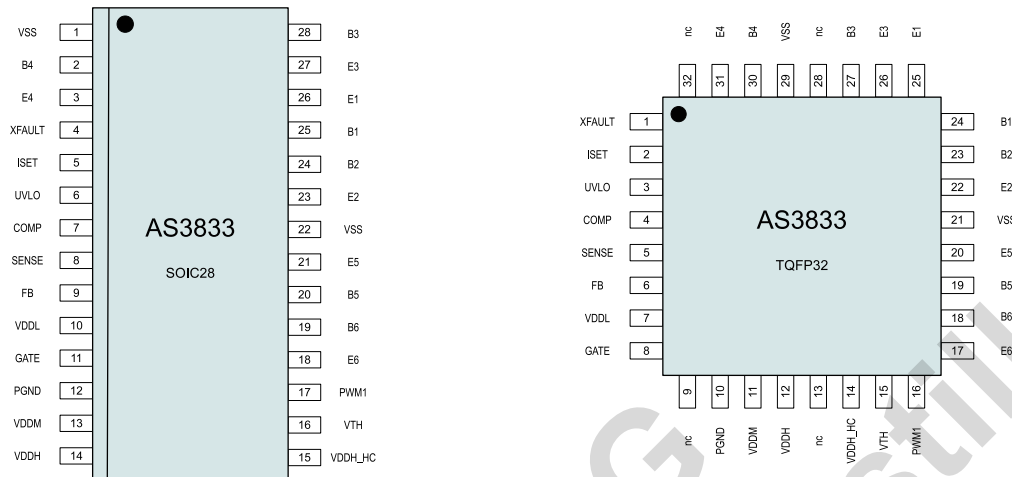 VSS 1
B4 2
E4 3
XFAULT 4
ISET 5
UVLO 6
COMP 7
SENSE 8
FB 9
VDDL 10
GATE 11
PGND 12
VDDM 13
VDDH 14
AS3833
SOIC28
28 B3
27 E3
26 E1
25 B1
24 B2
23 E2
22 VSS
21 E5
20 B5
19 B6
18 E6
17 PWM1
16 VTH
15 VDDH_HC
nc E4 B4 VSS nc B3 E3 E1
32 31 30 29 28 27 26 25
XFAULT 1
ISET 2
UVLO 3
COMP 4
SENSE 5
FB 6
VDDL 7
GATE 8
AS3833
TQFP32
24 B1
23 B2
22 E2
21 VSS
20 E5
19 B5
18 B6
17 E6
9 10 11 12 13 14 15 16
nc PGND VDDM VDDH nc VDDH_HC VTH PWM1